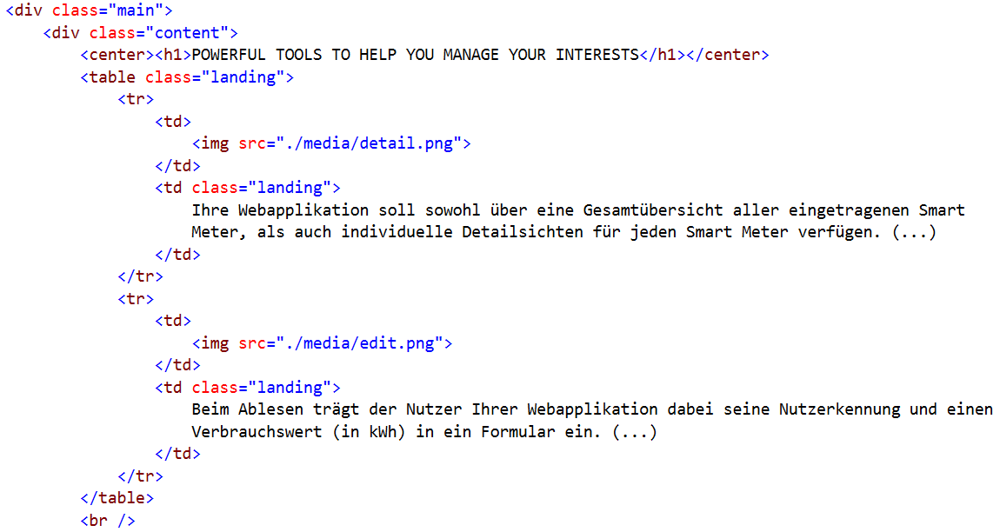 <div class="main">
<div class="content">
<center><h1>POWERFUL TOOLS TO HELP YOU MANAGE YOUR INTERESTS</h1></center>
<table class="landing">
<tr>
<td>
<img src="./media/detail.png">
</td>
<td class="landing">
Ihre Webapplikation soll sowohl über eine Gesamtübersicht aller eingetragenen Smart
Meter, als auch individuelle Detailsichten für jeden Smart Meter verfügen. (...)
</td>
</tr>
<tr>
<td>
<img src="./media/edit.png">
</td>
<td class="landing">
Beim Ablesen trägt der Nutzer Ihrer Webapplikation dabei seine Nutzerkennung und einen
Verbrauchswert (in kWh) in ein Formular ein. (...)
</td>
</tr>
</table>
<br />